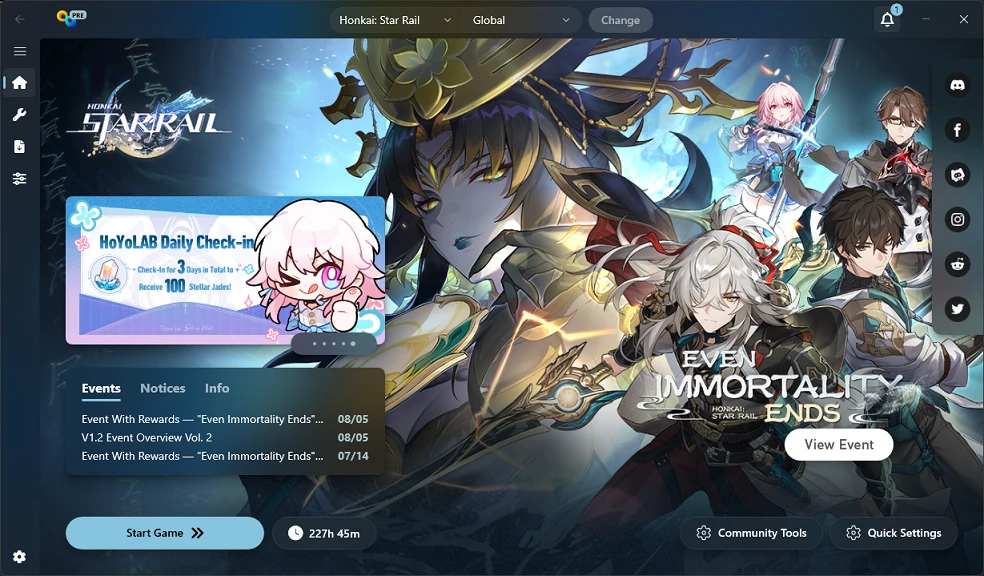 PRE
Honkai: Star Rail
Global
Change
1
HONKAI
STAR RAIL
HoYoLAB Daily Check-in
Check-In for 3 Days in Total to
Receive 100 Stellar Jades!
EVEN
IMMORTALITY
HONKAI:
STAR RAIL
ENDS
View Event
Events Notices Info
Event With Rewards — "Even Immortality Ends"... 08/05
V1.2 Event Overview Vol. 2 08/05
Event With Rewards — "Even Immortality Ends"... 07/14
Start Game
227h 45m
Community Tools
Quick Settings